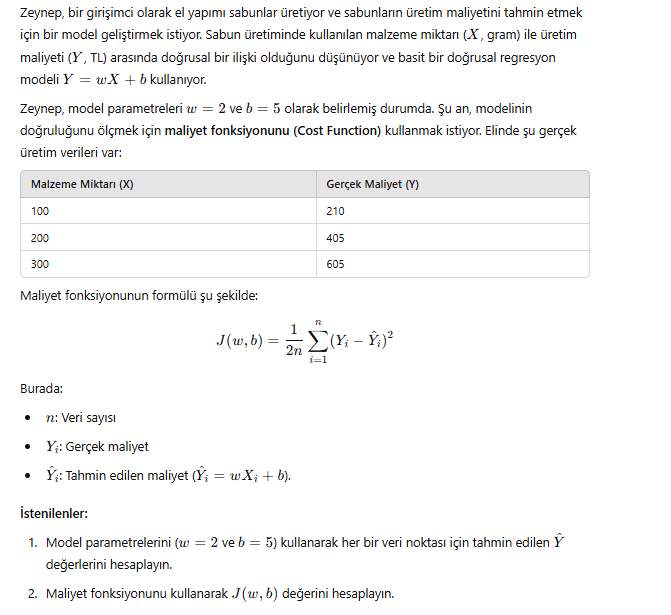 Zeynep, bir girişimci olarak el yapımı sabunlar üretiyor ve sabunların üretim maliyetini tahmin etmek
için bir model geliştirmek istiyor. Sabun üretiminde kullanılan malzeme miktarı (X, gram) ile üretim
maliyeti (Y, TL) arasında doğrusal bir ilişki olduğunu düşünüyor ve basit bir doğrusal regresyon
modeli Y = wX + b kullanıyor.
Zeynep, model parametreleri w = 2 ve b = 5 olarak belirlemiş durumda. Şu an, modelinin
doğruluğunu ölçmek için maliyet fonksiyonunu (Cost Function) kullanmak istiyor. Elinde şu gerçek
üretim verileri var:
Malzeme Miktarı (X) Gerçek Maliyet (Y)
100 210
200 405
300 605
Maliyet fonksiyonunun formülü şu şekilde:
J(w, b) = \frac{1}{2n} \sum_{i=1}^{n} (Y_i − Ŷ_i)²
Burada:
• n: Veri sayısı
• Y_i: Gerçek maliyet
• Ŷ_i: Tahmin edilen maliyet (Ŷ_i = wX_i + b).
İstenilenler:
1. Model parametrelerini (w = 2 ve b = 5) kullanarak her bir veri noktası için tahmin edilen Ŷ
değerlerini hesaplayın.
2. Maliyet fonksiyonunu kullanarak J(w, b) değerini hesaplayın.